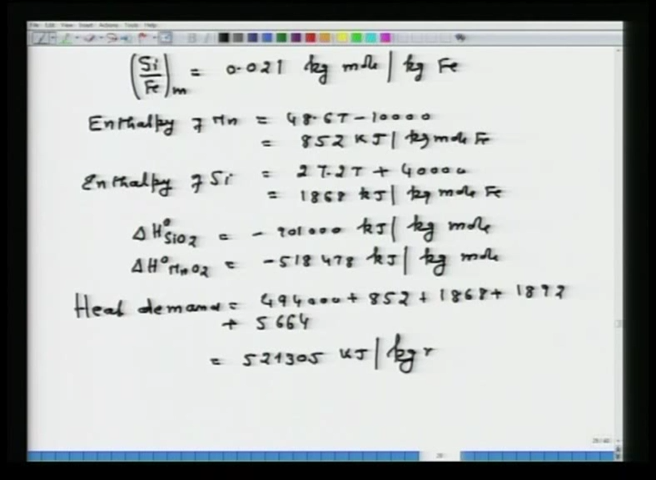 (Si/Fe)m = 0.021 kg mole | kg Fe
Enthalpy of Mn = 48.6T - 10000
= 852 KJ | kg mole Fe
Enthalpy of Si = 27.2T + 40000
= 1868 kJ | kg mole Fe
ΔH°SiO2 = - 901000 kJ | kg mole
ΔH°MnO2 = -518478 kJ | kg mole
Heat demand = 494000 + 852 + 1868 + 1892
+ 5664
= 521305 KJ | kg